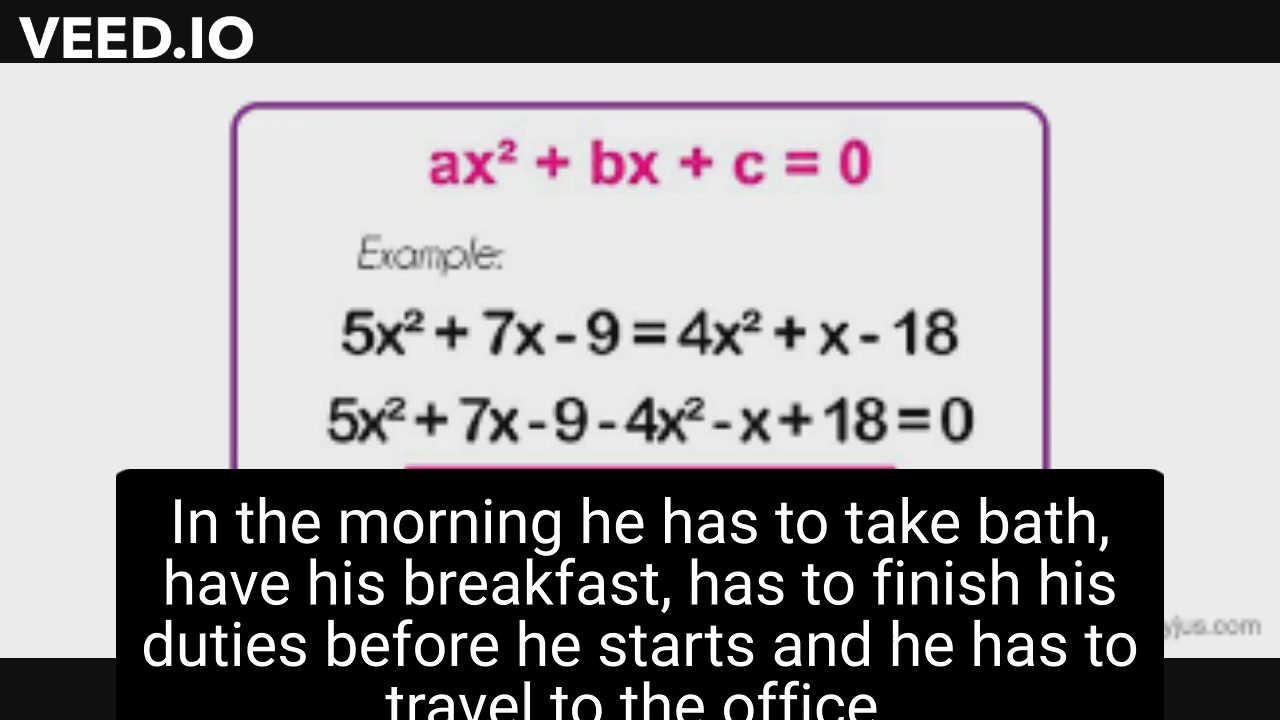 VEED.IO
ax² + bx + c = 0
Example:
5x² + 7x - 9 = 4x² + x - 18
5x² + 7x - 9 - 4x² - x + 18 = 0
In the morning he has to take bath,
have his breakfast, has to finish his
duties before he starts and he has to
travel to the office
yjus.com